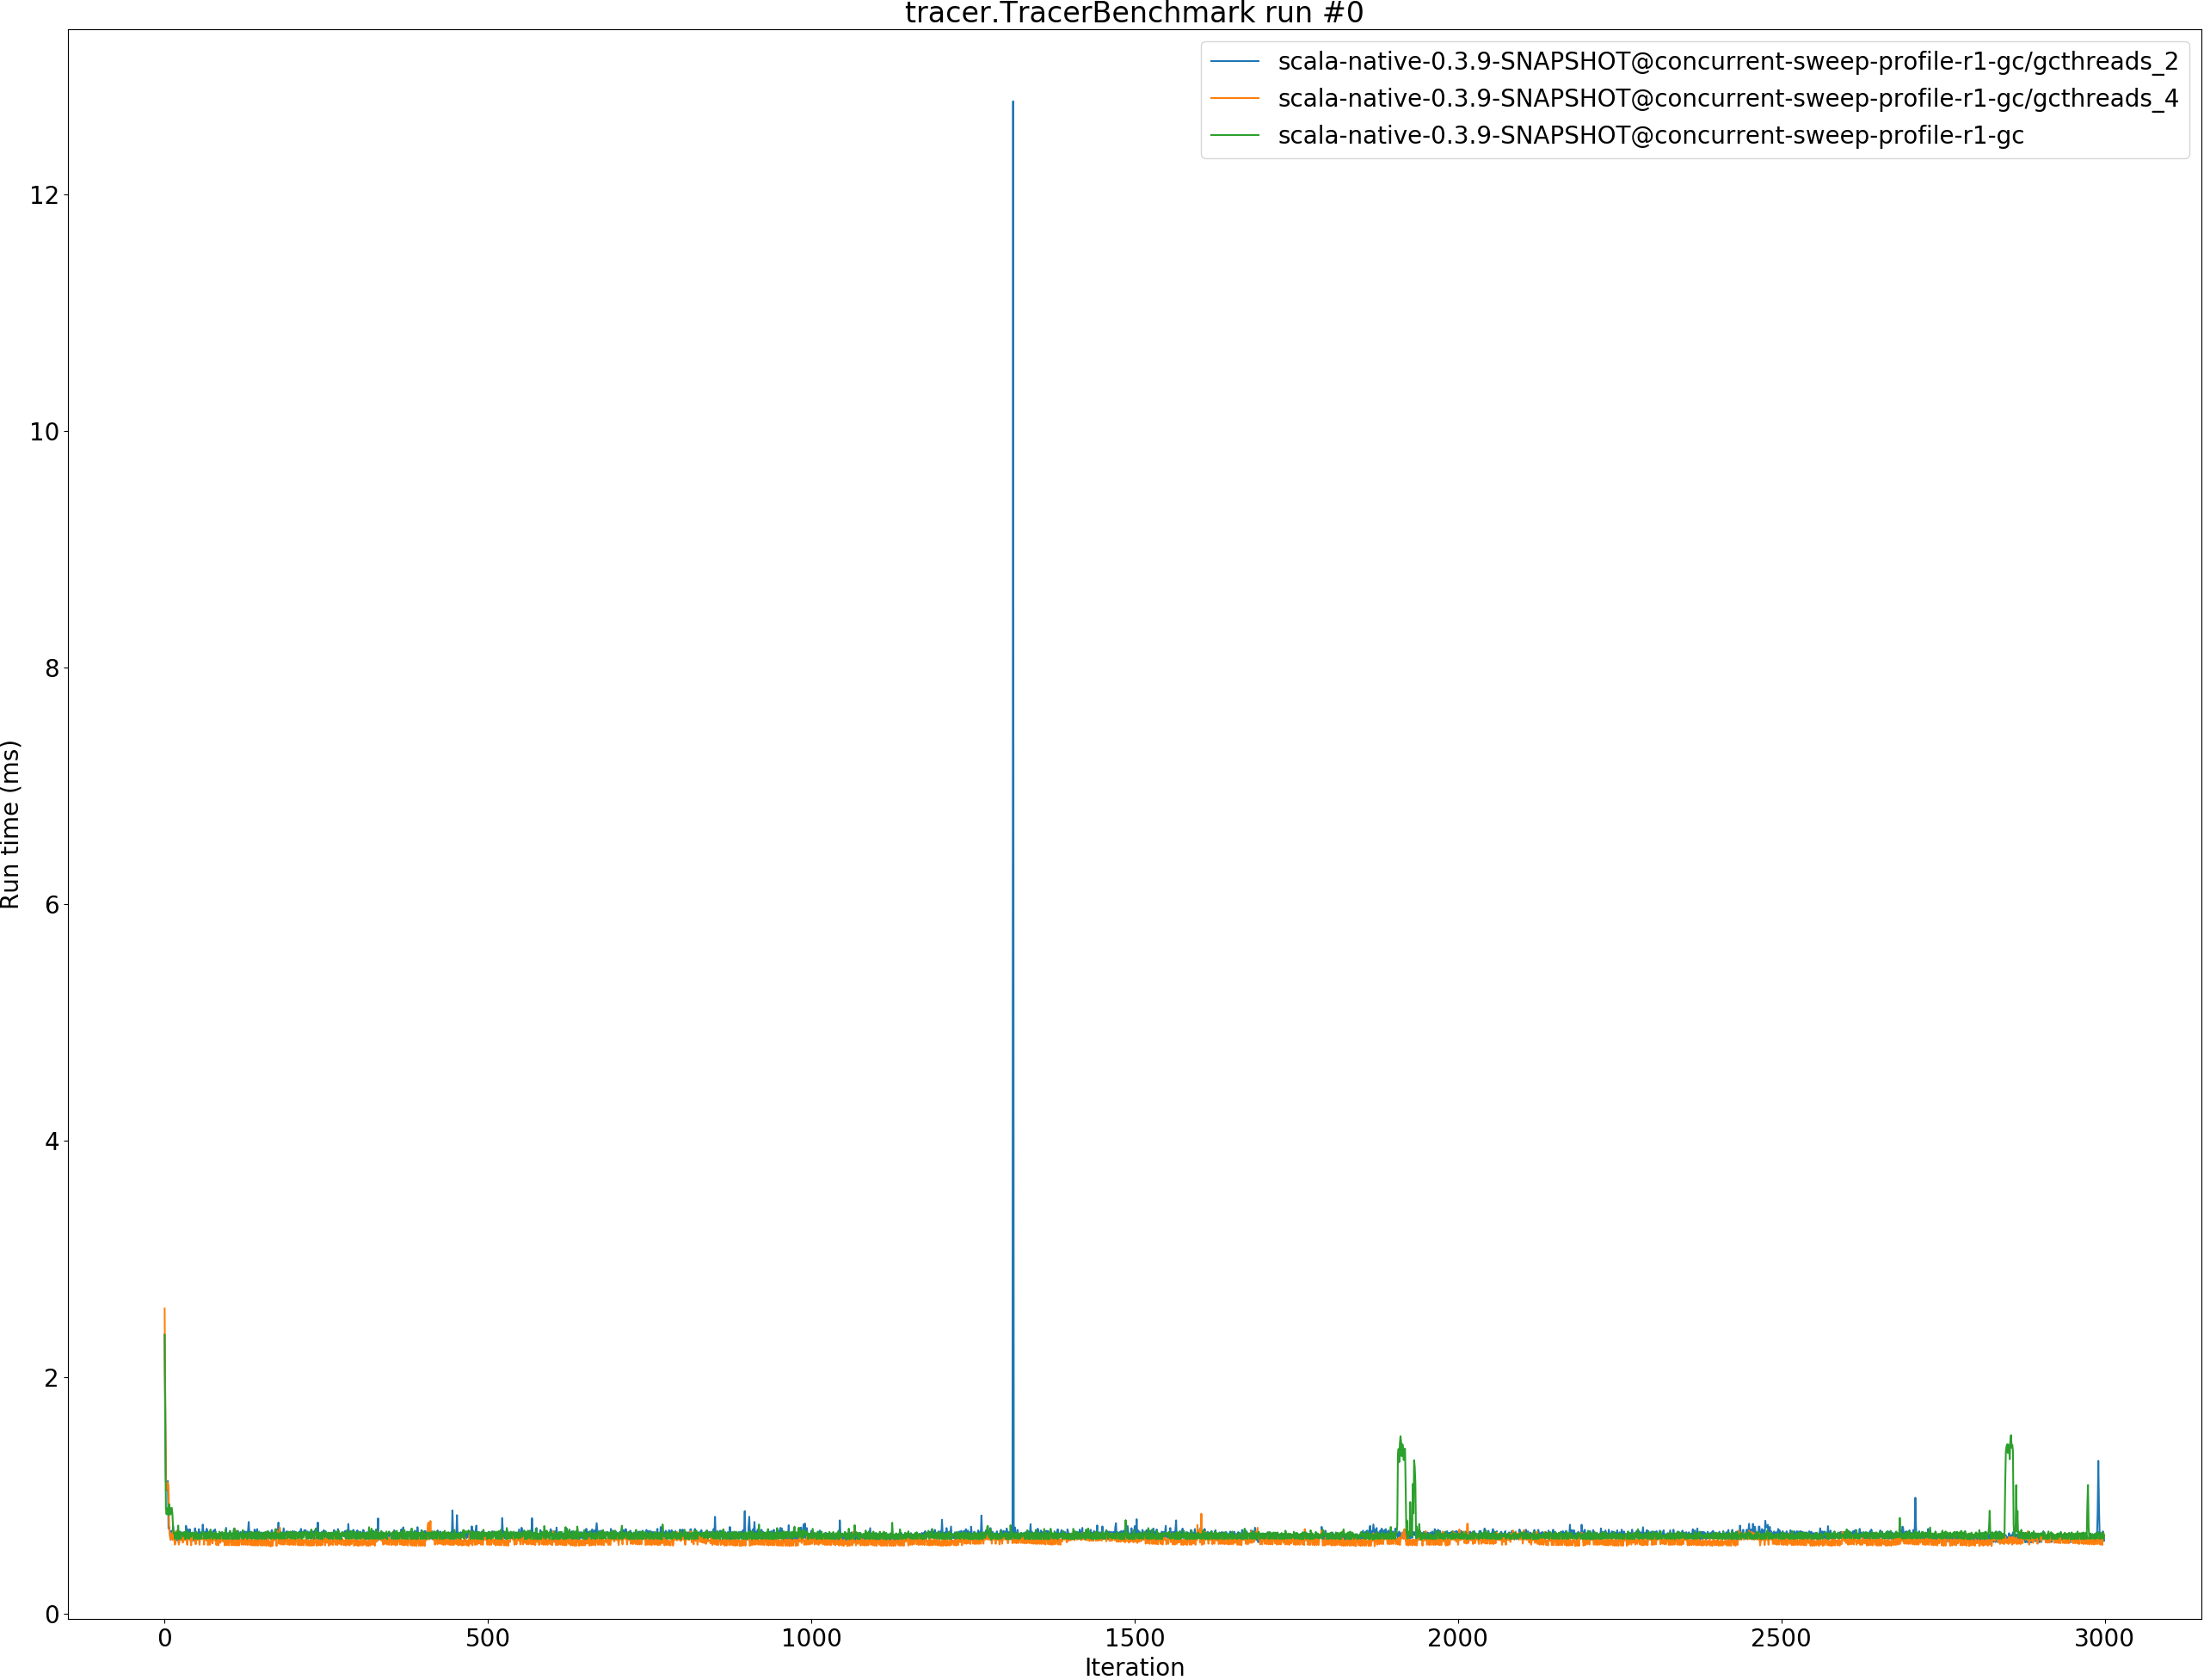 tracer.TracerBenchmark run #0
scala-native-0.3.9-SNAPSHOT@concurrent-sweep-profile-r1-gc/gcthreads_2
scala-native-0.3.9-SNAPSHOT@concurrent-sweep-profile-r1-gc/gcthreads_4
scala-native-0.3.9-SNAPSHOT@concurrent-sweep-profile-r1-gc
12
10
8
6
4
2
0
Run time (ms)
0 500 1000 1500 2000 2500 3000
Iteration